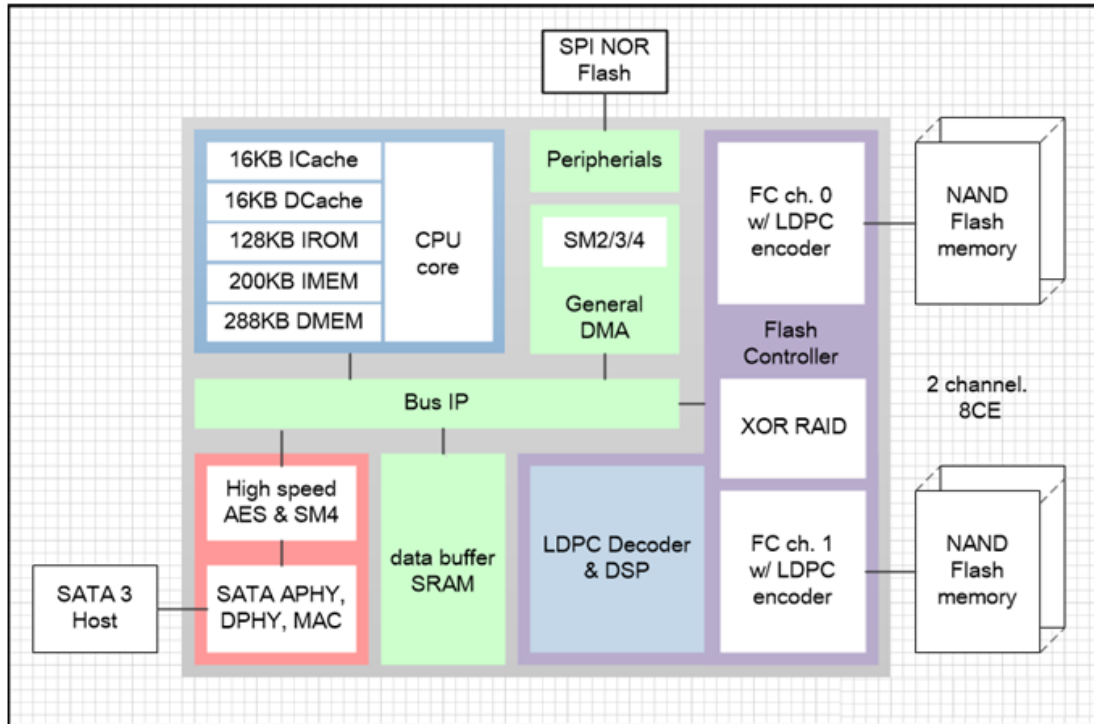 SPI NOR
Flash
16KB ICache
16KB DCache
128KB IROM
200KB IMEM
288KB DMEM
CPU
core
Peripherials
SM2/3/4
General
DMA
FC ch. 0
w/ LDPC
encoder
NAND
Flash
memory
Flash
Controller
Bus IP
XOR RAID
2 channel.
8CE
High speed
AES & SM4
SATA APHY,
DPHY, MAC
SATA 3
Host
data buffer
SRAM
LDPC Decoder
& DSP
FC ch. 1
w/ LDPC
encoder
NAND
Flash
memory